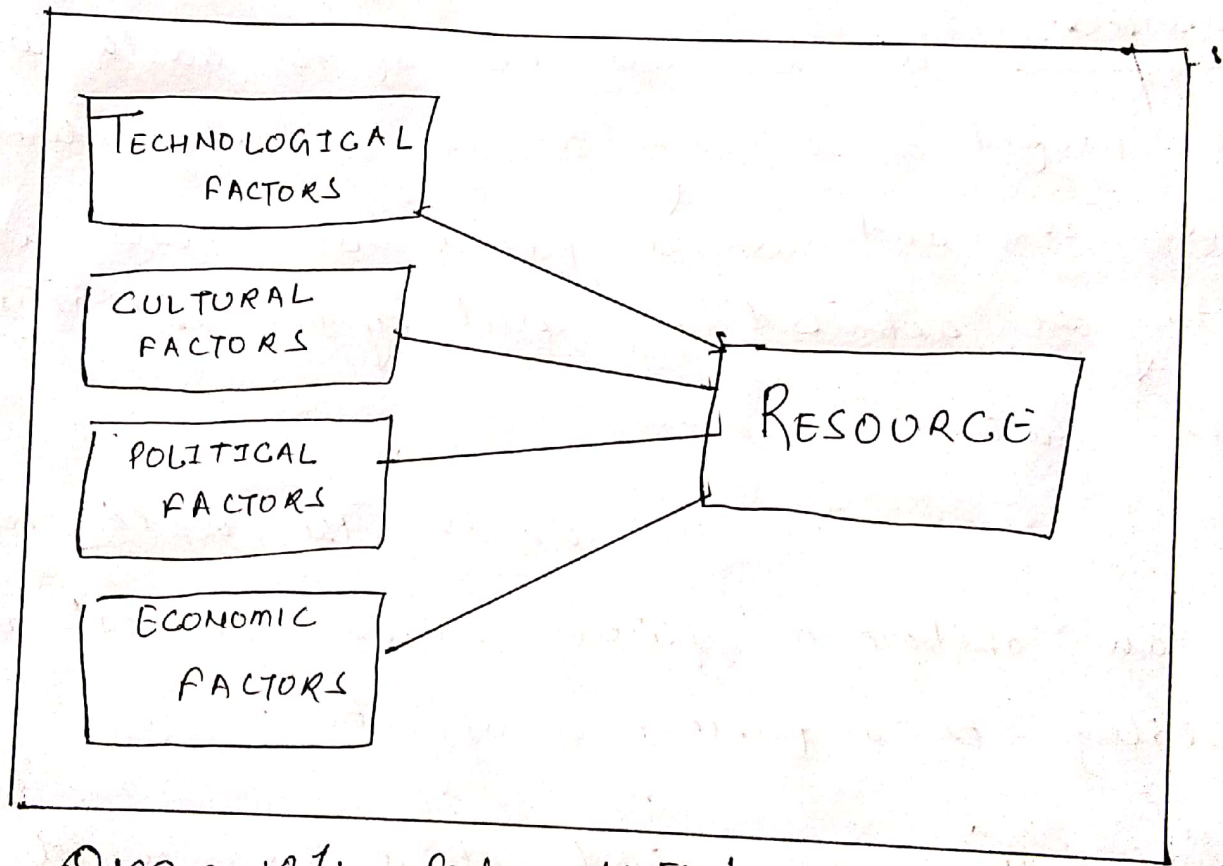 TECHNOLOGICAL
FACTORS
CULTURAL
FACTORS
POLITICAL
FACTORS
ECONOMIC
FACTORS
RESOURCE